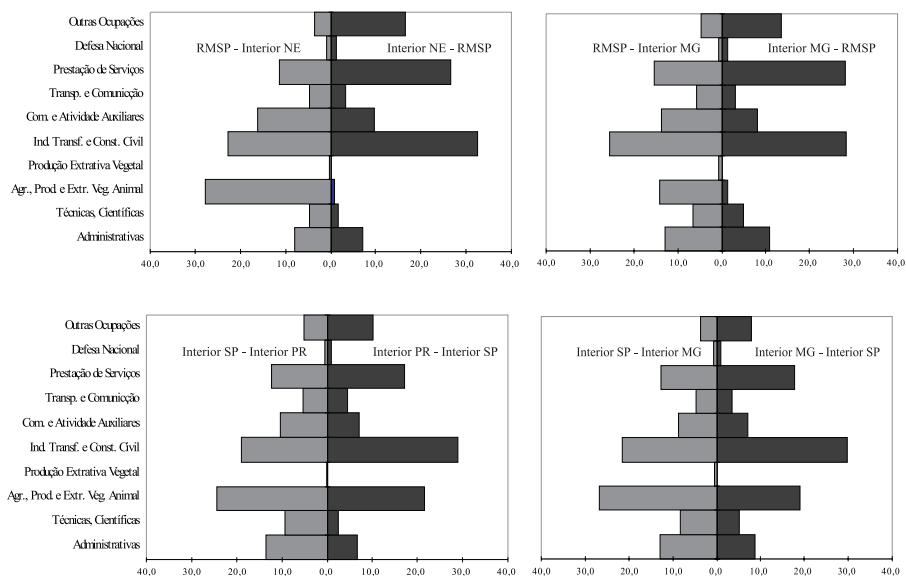 Outras Ocupações
Defesa Nacional
Prestação de Serviços
Transp. e Comunicção
Com. e Atividade Auxiliares
Ind. Transf. e Const. Civil
Produção Extrativa Vegetal
Agr., Prod. e Extr. Veg. Animal
Técnicas, Científicas
Administrativas
RMSP - Interior NE
Interior NE - RMSP
40,0 30,0 20,0 10,0 0,0 10,0 20,0 30,0 40,0
RMSP - Interior MG
Interior MG - RMSP
40,0 30,0 20,0 10,0 0,0 10,0 20,0 30,0 40,0
Outras Ocupações
Defesa Nacional
Prestação de Serviços
Transp. e Comunicção
Com. e Atividade Auxiliares
Ind. Transf. e Const. Civil
Produção Extrativa Vegetal
Agr., Prod. e Extr. Veg. Animal
Técnicas, Científicas
Administrativas
Interior SP - Interior PR
Interior PR - Interior SP
40,0 30,0 20,0 10,0 0,0 10,0 20,0 30,0 40,0
Interior SP - Interior MG
Interior MG - Interior SP
40,0 30,0 20,0 10,0 0,0 10,0 20,0 30,0 40,0